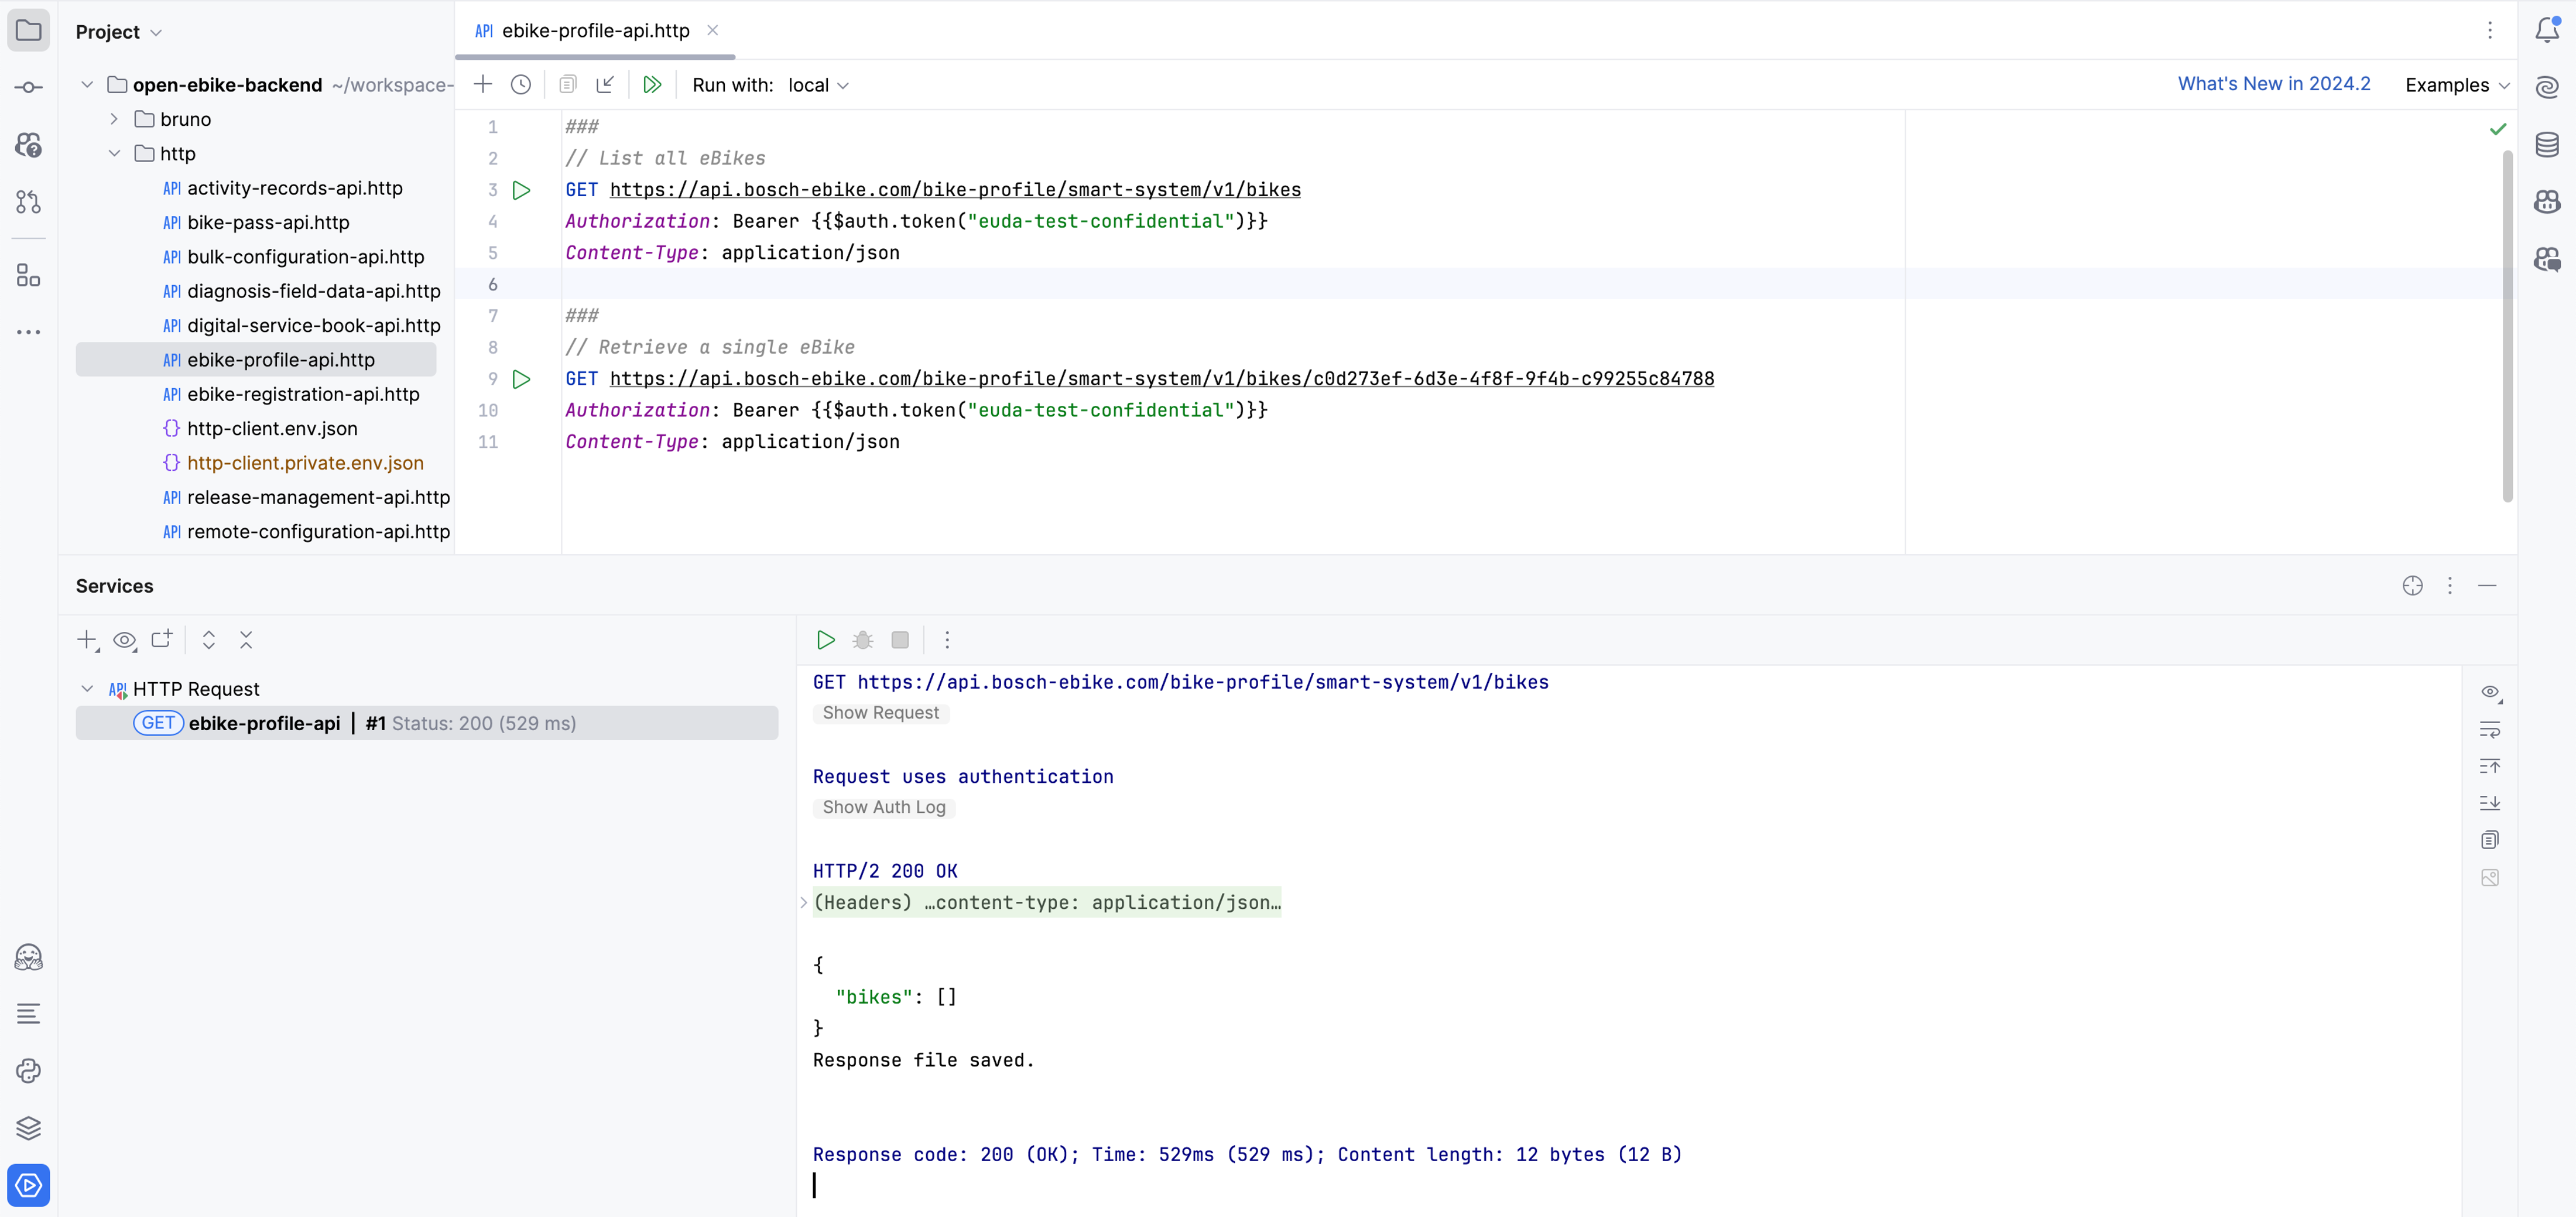 Project
open-ebike-backend ~/workspace-
bruno
http
API activity-records-api.http
API bike-pass-api.http
API bulk-configuration-api.http
API diagnosis-field-data-api.http
API digital-service-book-api.http
API ebike-profile-api.http
API ebike-registration-api.http
{} http-client.env.json
{} http-client.private.env.json
API release-management-api.http
API remote-configuration-api.http
API ebike-profile-api.http
Run with: local
What's New in 2024.2 Examples
1 ###
2 // List all eBikes
3 GET https://api.bosch-ebike.com/bike-profile/smart-system/v1/bikes
4 Authorization: Bearer {{$auth.token("euda-test-confidential")}}
5 Content-Type: application/json
6
7 ###
8 // Retrieve a single eBike
9 GET https://api.bosch-ebike.com/bike-profile/smart-system/v1/bikes/c0d273ef-6d3e-4f8f-9f4b-c99255c84788
10 Authorization: Bearer {{$auth.token("euda-test-confidential")}}
11 Content-Type: application/json
Services
API HTTP Request
GET ebike-profile-api | #1 Status: 200 (529 ms)
GET https://api.bosch-ebike.com/bike-profile/smart-system/v1/bikes
Show Request
Request uses authentication
Show Auth Log
HTTP/2 200 OK
(Headers) …content-type: application/json…
{
"bikes": []
}
Response file saved.
Response code: 200 (OK); Time: 529ms (529 ms); Content length: 12 bytes (12 B)